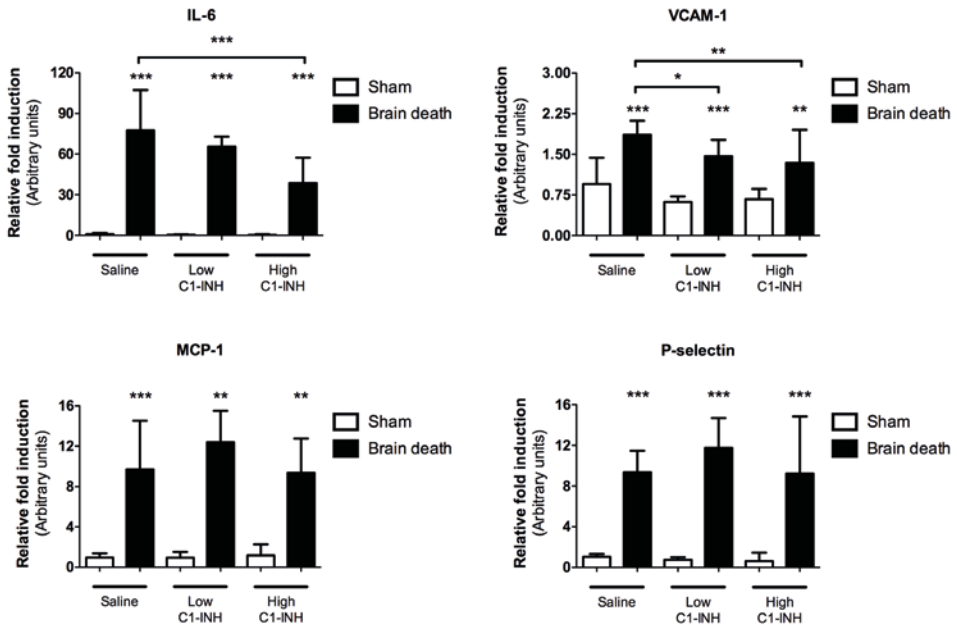 IL-6
***
*** *** ***
120
90
60
30
0
Relative fold induction
(Arbitrary units)
Sham
Brain death
Saline
Low
C1-INH
High
C1-INH
VCAM-1
**
*
*** *** **
3.00
2.25
1.50
0.75
0.00
Relative fold induction
(Arbitrary units)
Sham
Brain death
Saline
Low
C1-INH
High
C1-INH
MCP-1
*** ** **
16
12
8
4
0
Relative fold induction
(Arbitrary units)
Sham
Brain death
Saline
Low
C1-INH
High
C1-INH
P-selectin
*** *** ***
16
12
8
4
0
Relative fold induction
(Arbitrary units)
Sham
Brain death
Saline
Low
C1-INH
High
C1-INH